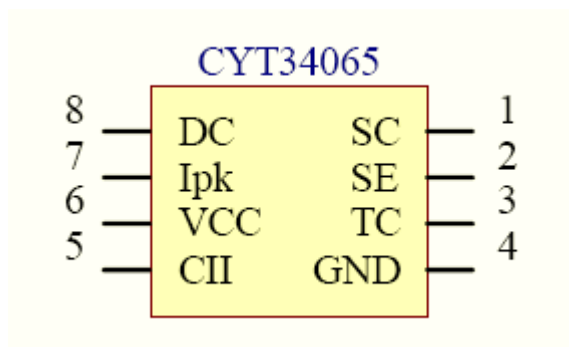 CYT34065
8 DC SC 1
7 Ipk SE 2
6 VCC TC 3
5 CII GND 4